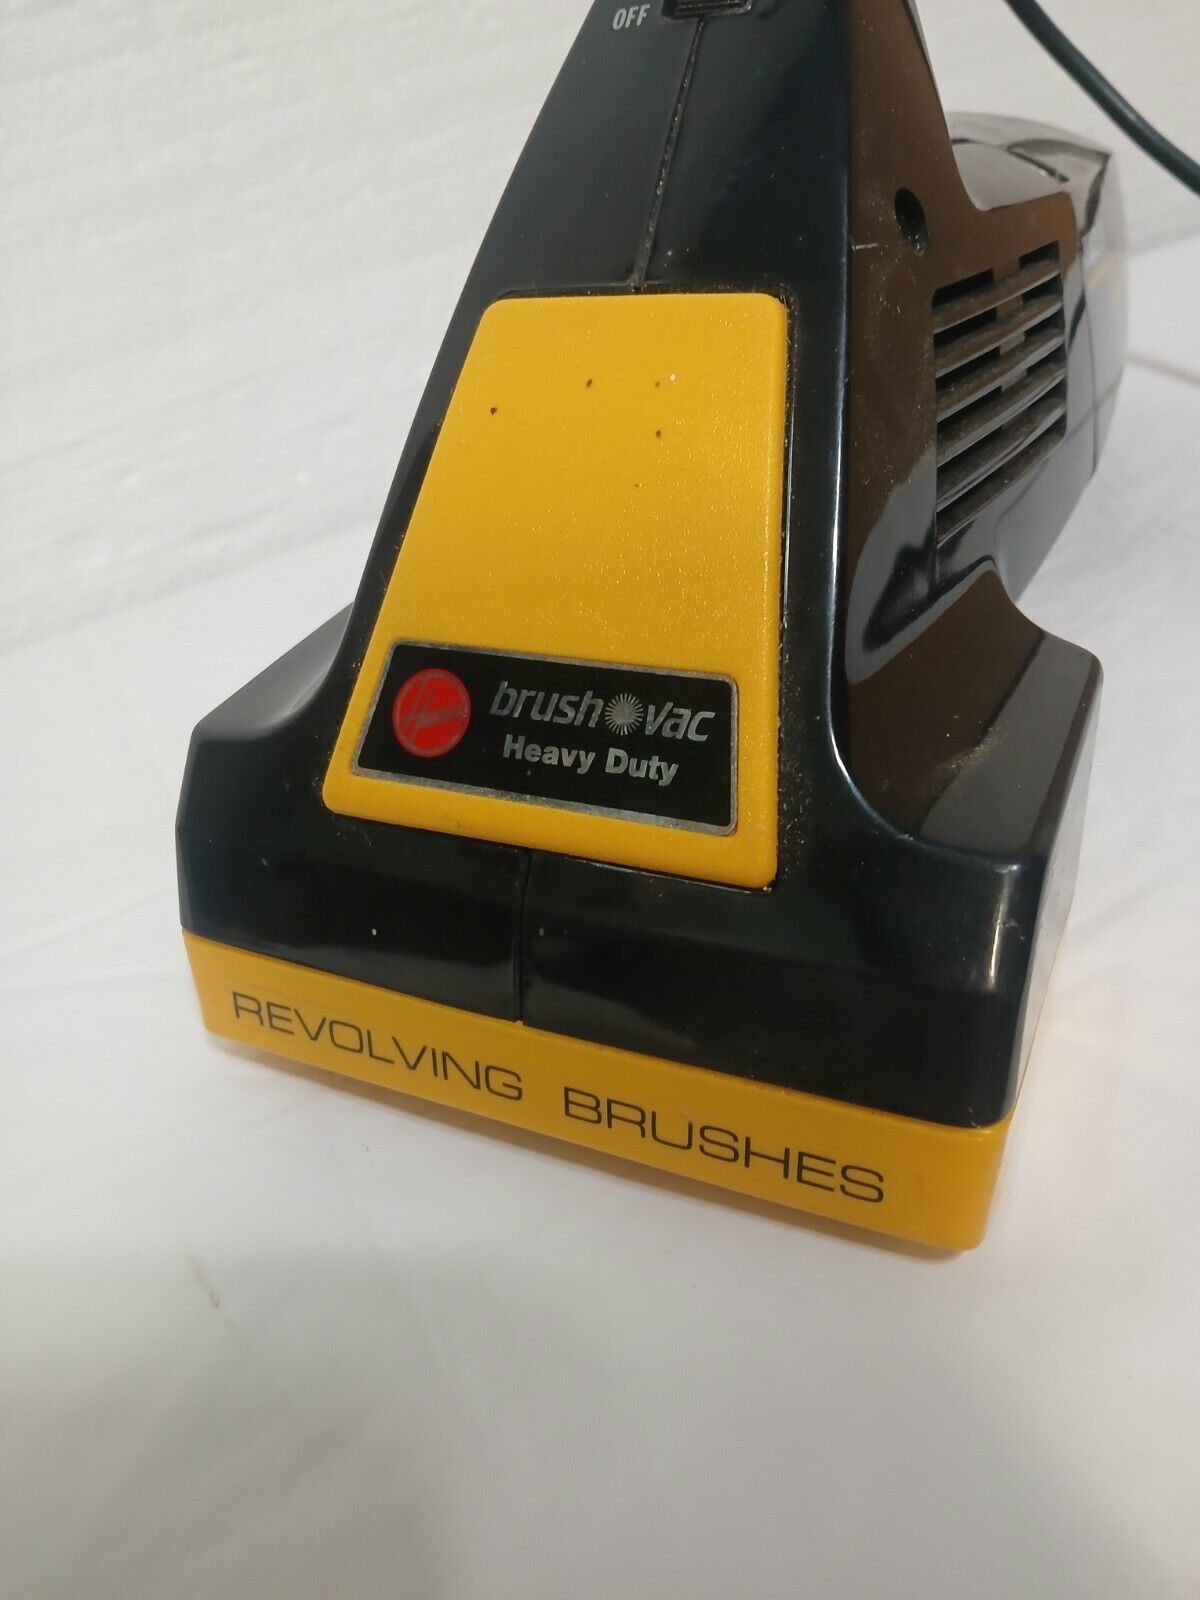 OFF
Hoover
brush vac
Heavy Duty
REVOLVING BRUSHES